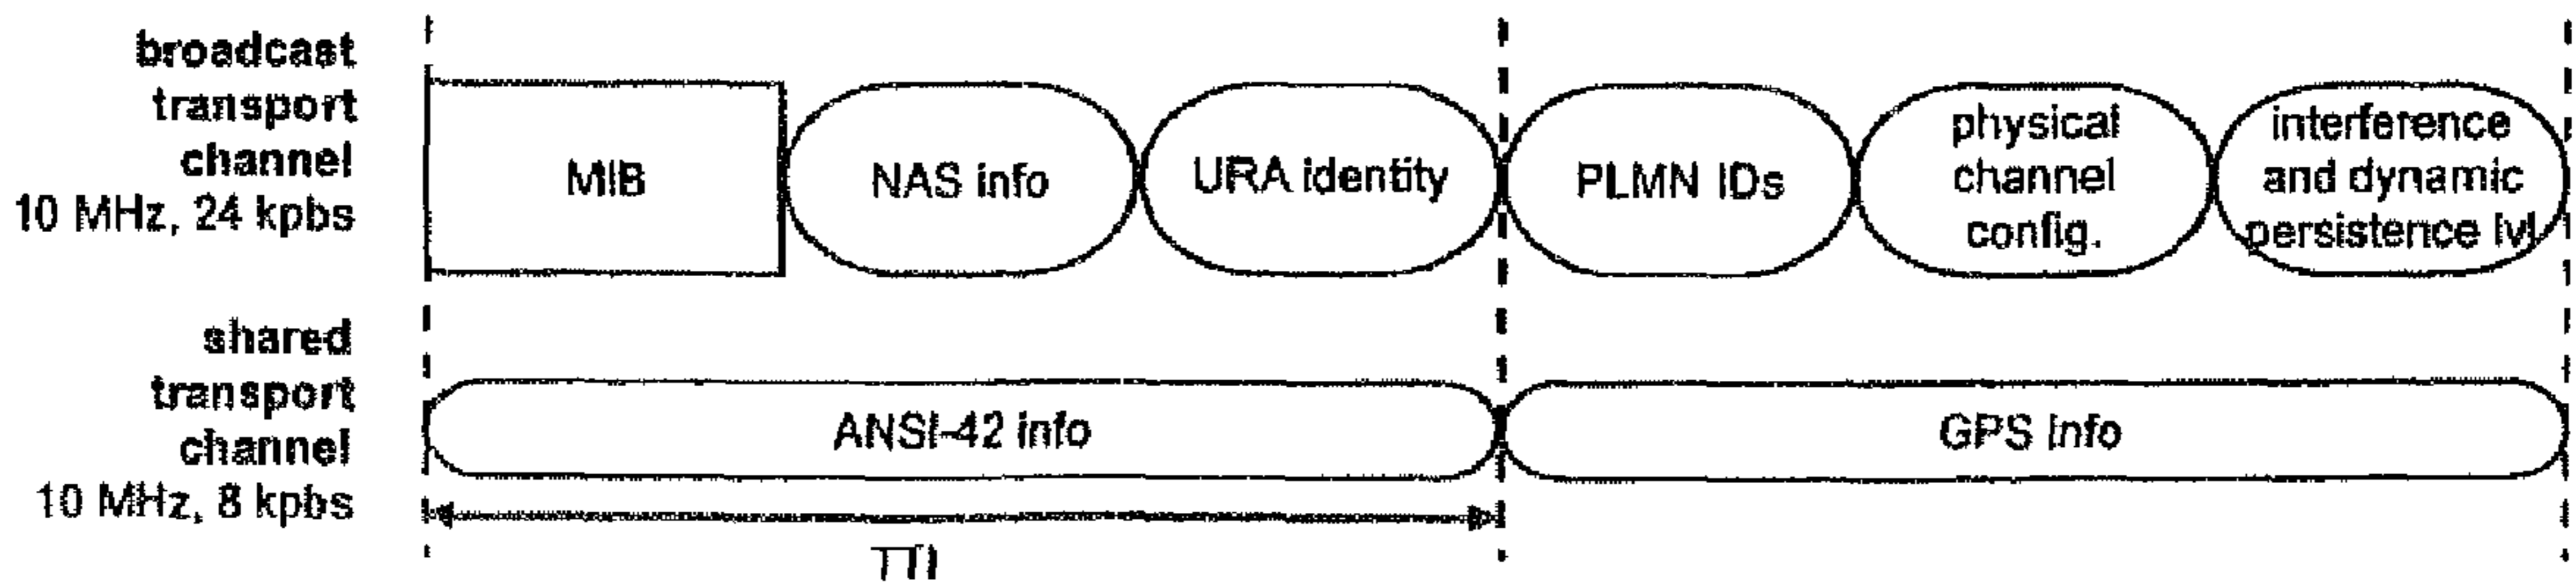 broadcast
transport
channel
10 MHz, 24 kpbs
MIB
NAS info
URA identity
PLMN IDs
physical
channel
config.
interference
and dynamic
persistence lvl
shared
transport
channel
10 MHz, 8 kpbs
ANSI-42 info
GPS info
TTI